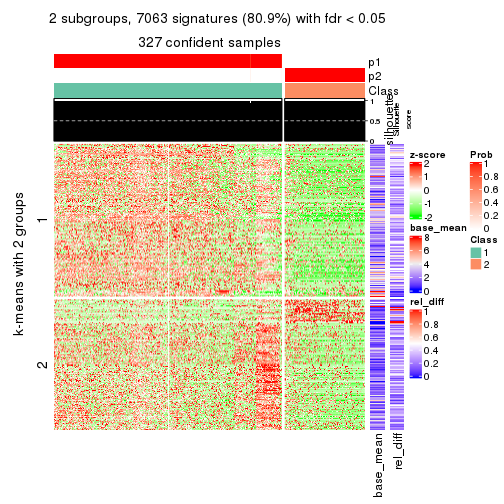 2 subgroups, 7063 signatures (80.9%) with fdr < 0.05
327 confident samples
p1
p2
Class
1
0.5
0
silhouette
Silhouette
score
k-means with 2 groups
1
2
base_mean
rel_diff
z-score
2
1
0
-1
-2
base_mean
8
6
4
2
0
rel_diff
1
0.8
0.6
0.4
0.2
0
Prob
1
0.8
0.6
0.4
0.2
0
Class
1
2